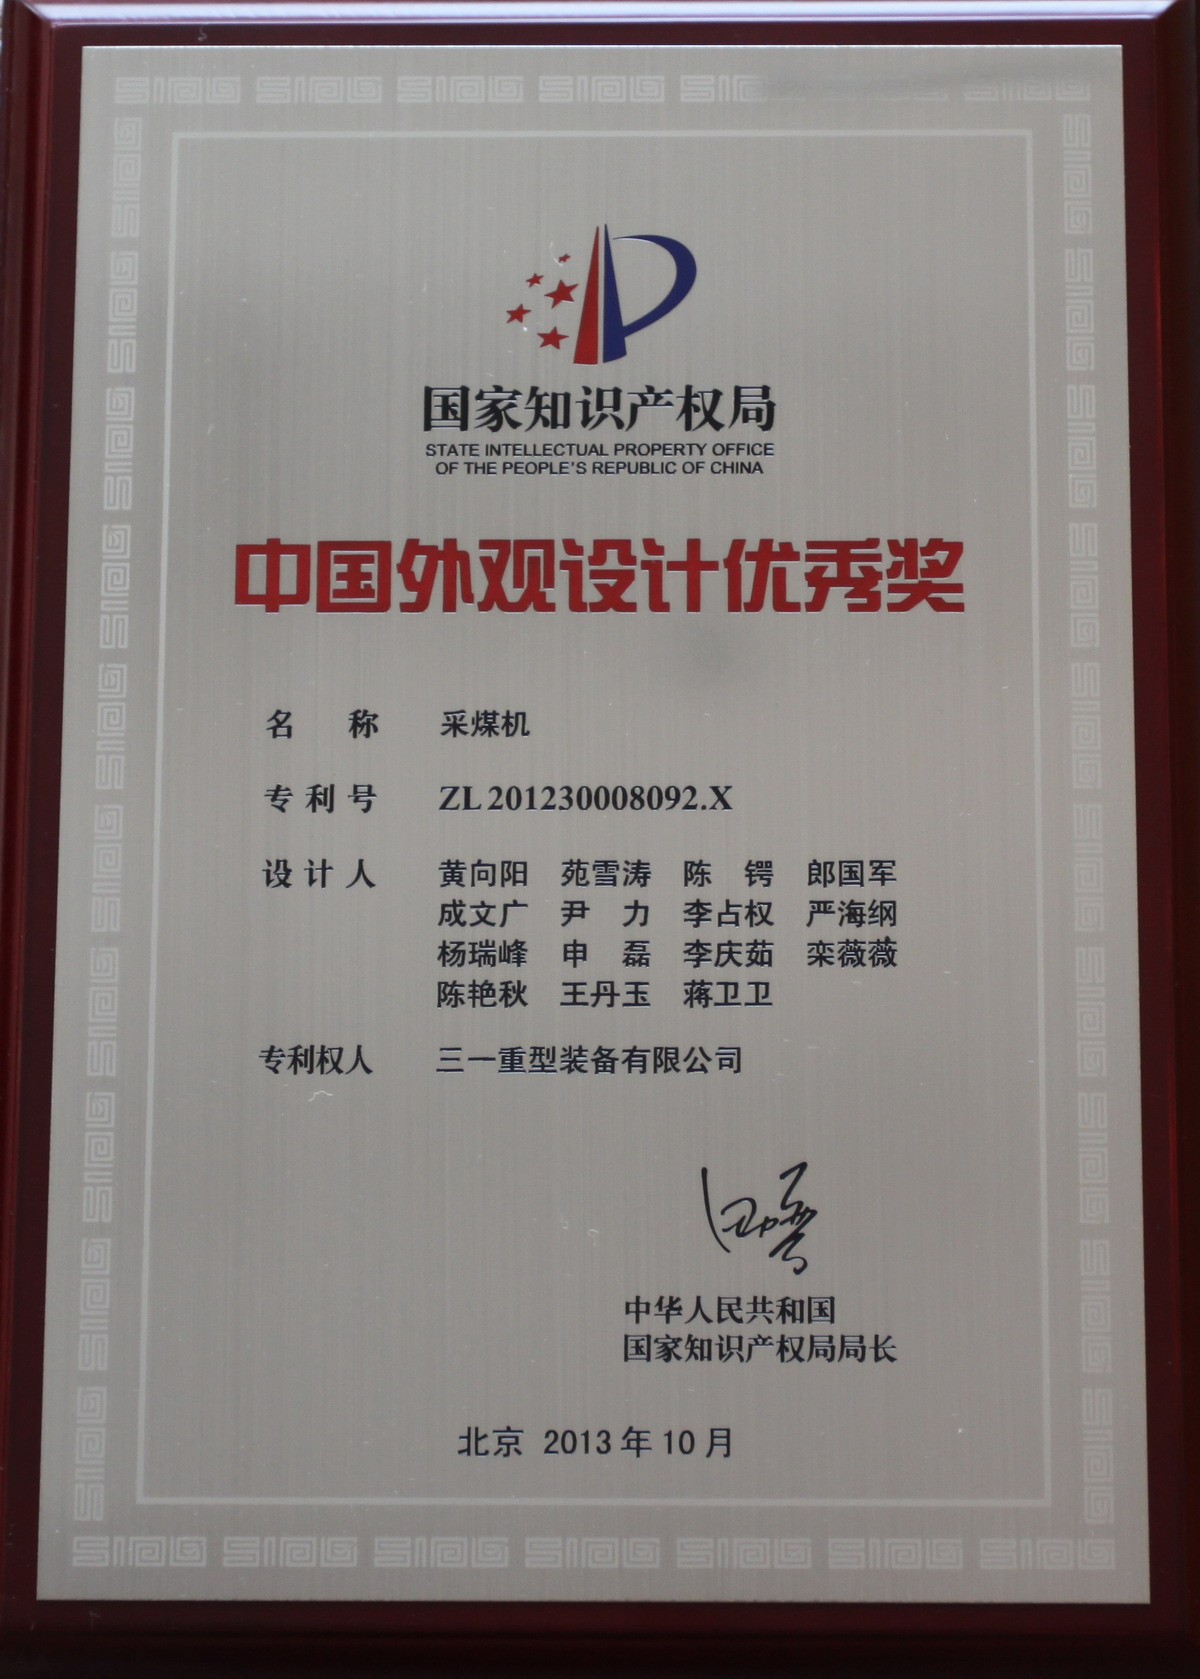 国家知识产权局
STATE INTELLECTUAL PROPERTY OFFICE
OF THE PEOPLE'S REPUBLIC OF CHINA
中国外观设计优秀奖
名 称 采煤机
专利号 ZL 201230008092.X
设计人 黄向阳 苑雪涛 陈 锷 郎国军
成文广 尹 力 李占权 严海纲
杨瑞峰 申 磊 李庆茹 栾薇薇
陈艳秋 王丹玉 蒋卫卫
专利权人 三一重型装备有限公司
中华人民共和国
国家知识产权局局长
北京 2013年10月